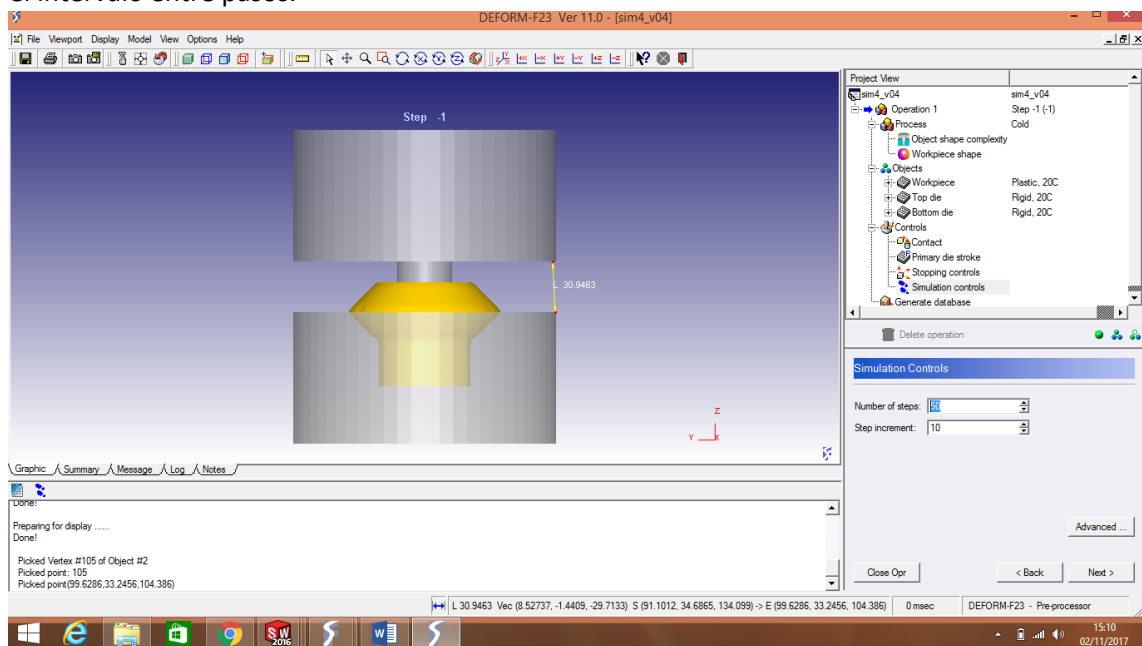 DEFORM-F23 Ver 11.0 - [sim4_v04]
File Viewport Display Model View Options Help
Step -1
30.9463
Z
Y
X
Project View
sim4_v04 sim4_v04
Operation 1 Step -1 (-1)
Process Cold
Object shape complexity
Workpiece shape
Objects
Workpiece Plastic, 20C
Top die Rigid, 20C
Bottom die Rigid, 20C
Controls
Contact
Primary die stroke
Stopping controls
Simulation controls
Generate database
Delete operation
Simulation Controls
Number of steps: 50
Step increment: 10
Advanced ...
Close Opr < Back Next >
Graphic Summary Message Log Notes
Done!
Preparing for display ......
Done!
Picked Vertex #105 of Object #2
Picked point: 105
Picked point(99.6286,33.2456,104.386)
L 30.9463 Vec (8.52737, -1.4409, -29.7133) S (91.1012, 34.6865, 134.099) -> E (99.6286, 33.2456, 104.386) 0 msec DEFORM-F23 - Pre-processor
SW
2016
15:10
02/11/2017